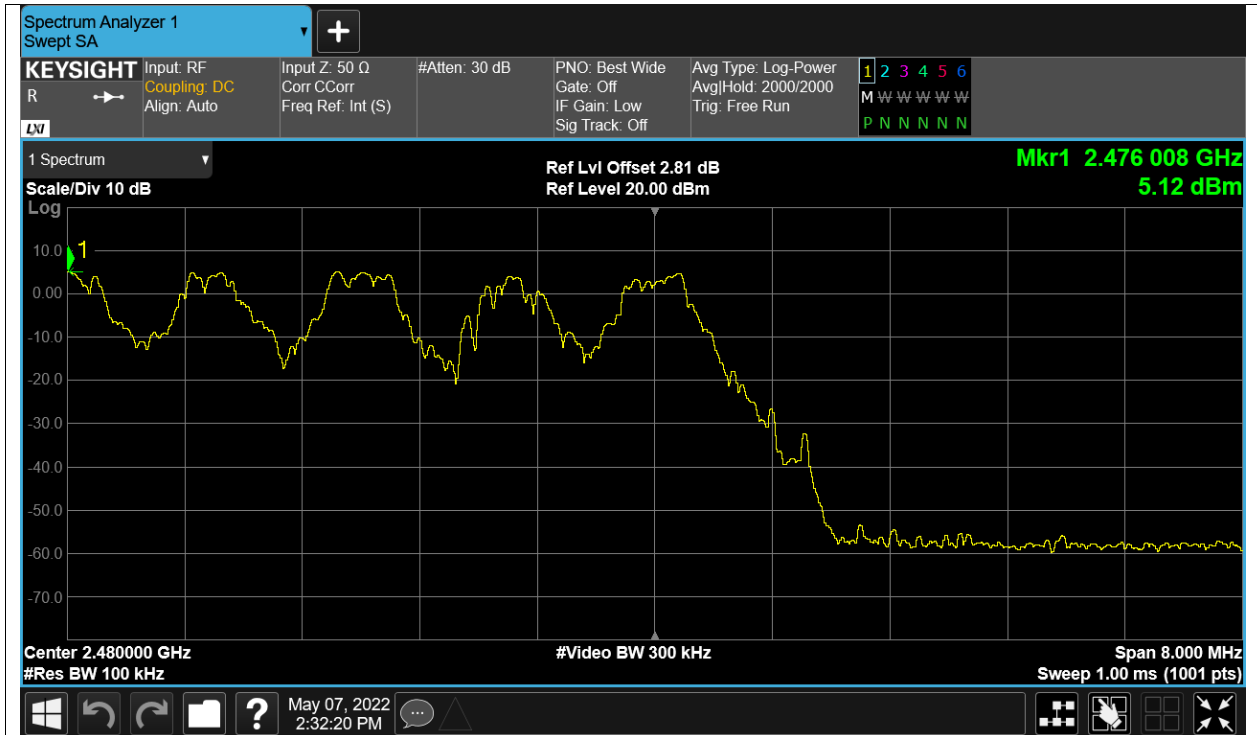 Spectrum Analyzer 1
Swept SA
+
KEYSIGHT
R
LXI
Input: RF
Coupling: DC
Align: Auto
Input Z: 50 Ω
Corr CCorr
Freq Ref: Int (S)
#Atten: 30 dB
PNO: Best Wide
Gate: Off
IF Gain: Low
Sig Track: Off
Avg Type: Log-Power
Avg|Hold: 2000/2000
Trig: Free Run
1 2 3 4 5 6
M W W W W W
P N N N N N
1 Spectrum
Scale/Div 10 dB
Log
Ref Lvl Offset 2.81 dB
Ref Level 20.00 dBm
Mkr1 2.476 008 GHz
5.12 dBm
1
10.0
0.00
-10.0
-20.0
-30.0
-40.0
-50.0
-60.0
-70.0
Center 2.480000 GHz
#Res BW 100 kHz
#Video BW 300 kHz
Span 8.000 MHz
Sweep 1.00 ms (1001 pts)
?
May 07, 2022
2:32:20 PM